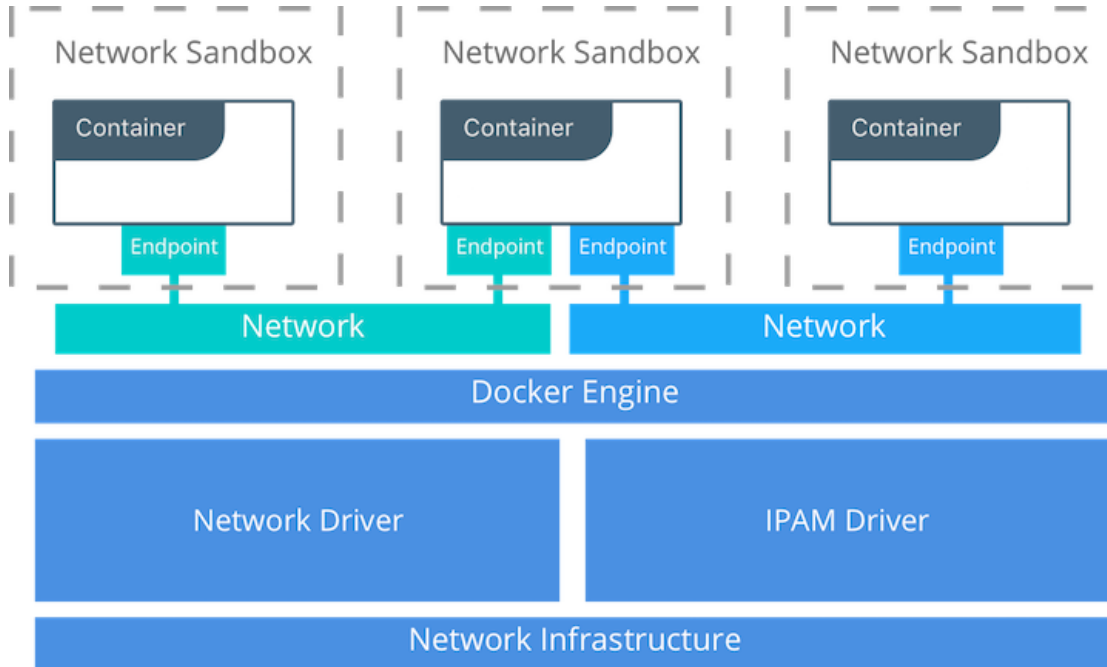 Network Sandbox
Network Sandbox
Network Sandbox
Container
Container
Container
Endpoint
Endpoint
Endpoint
Endpoint
Network
Network
Docker Engine
Network Driver
IPAM Driver
Network Infrastructure